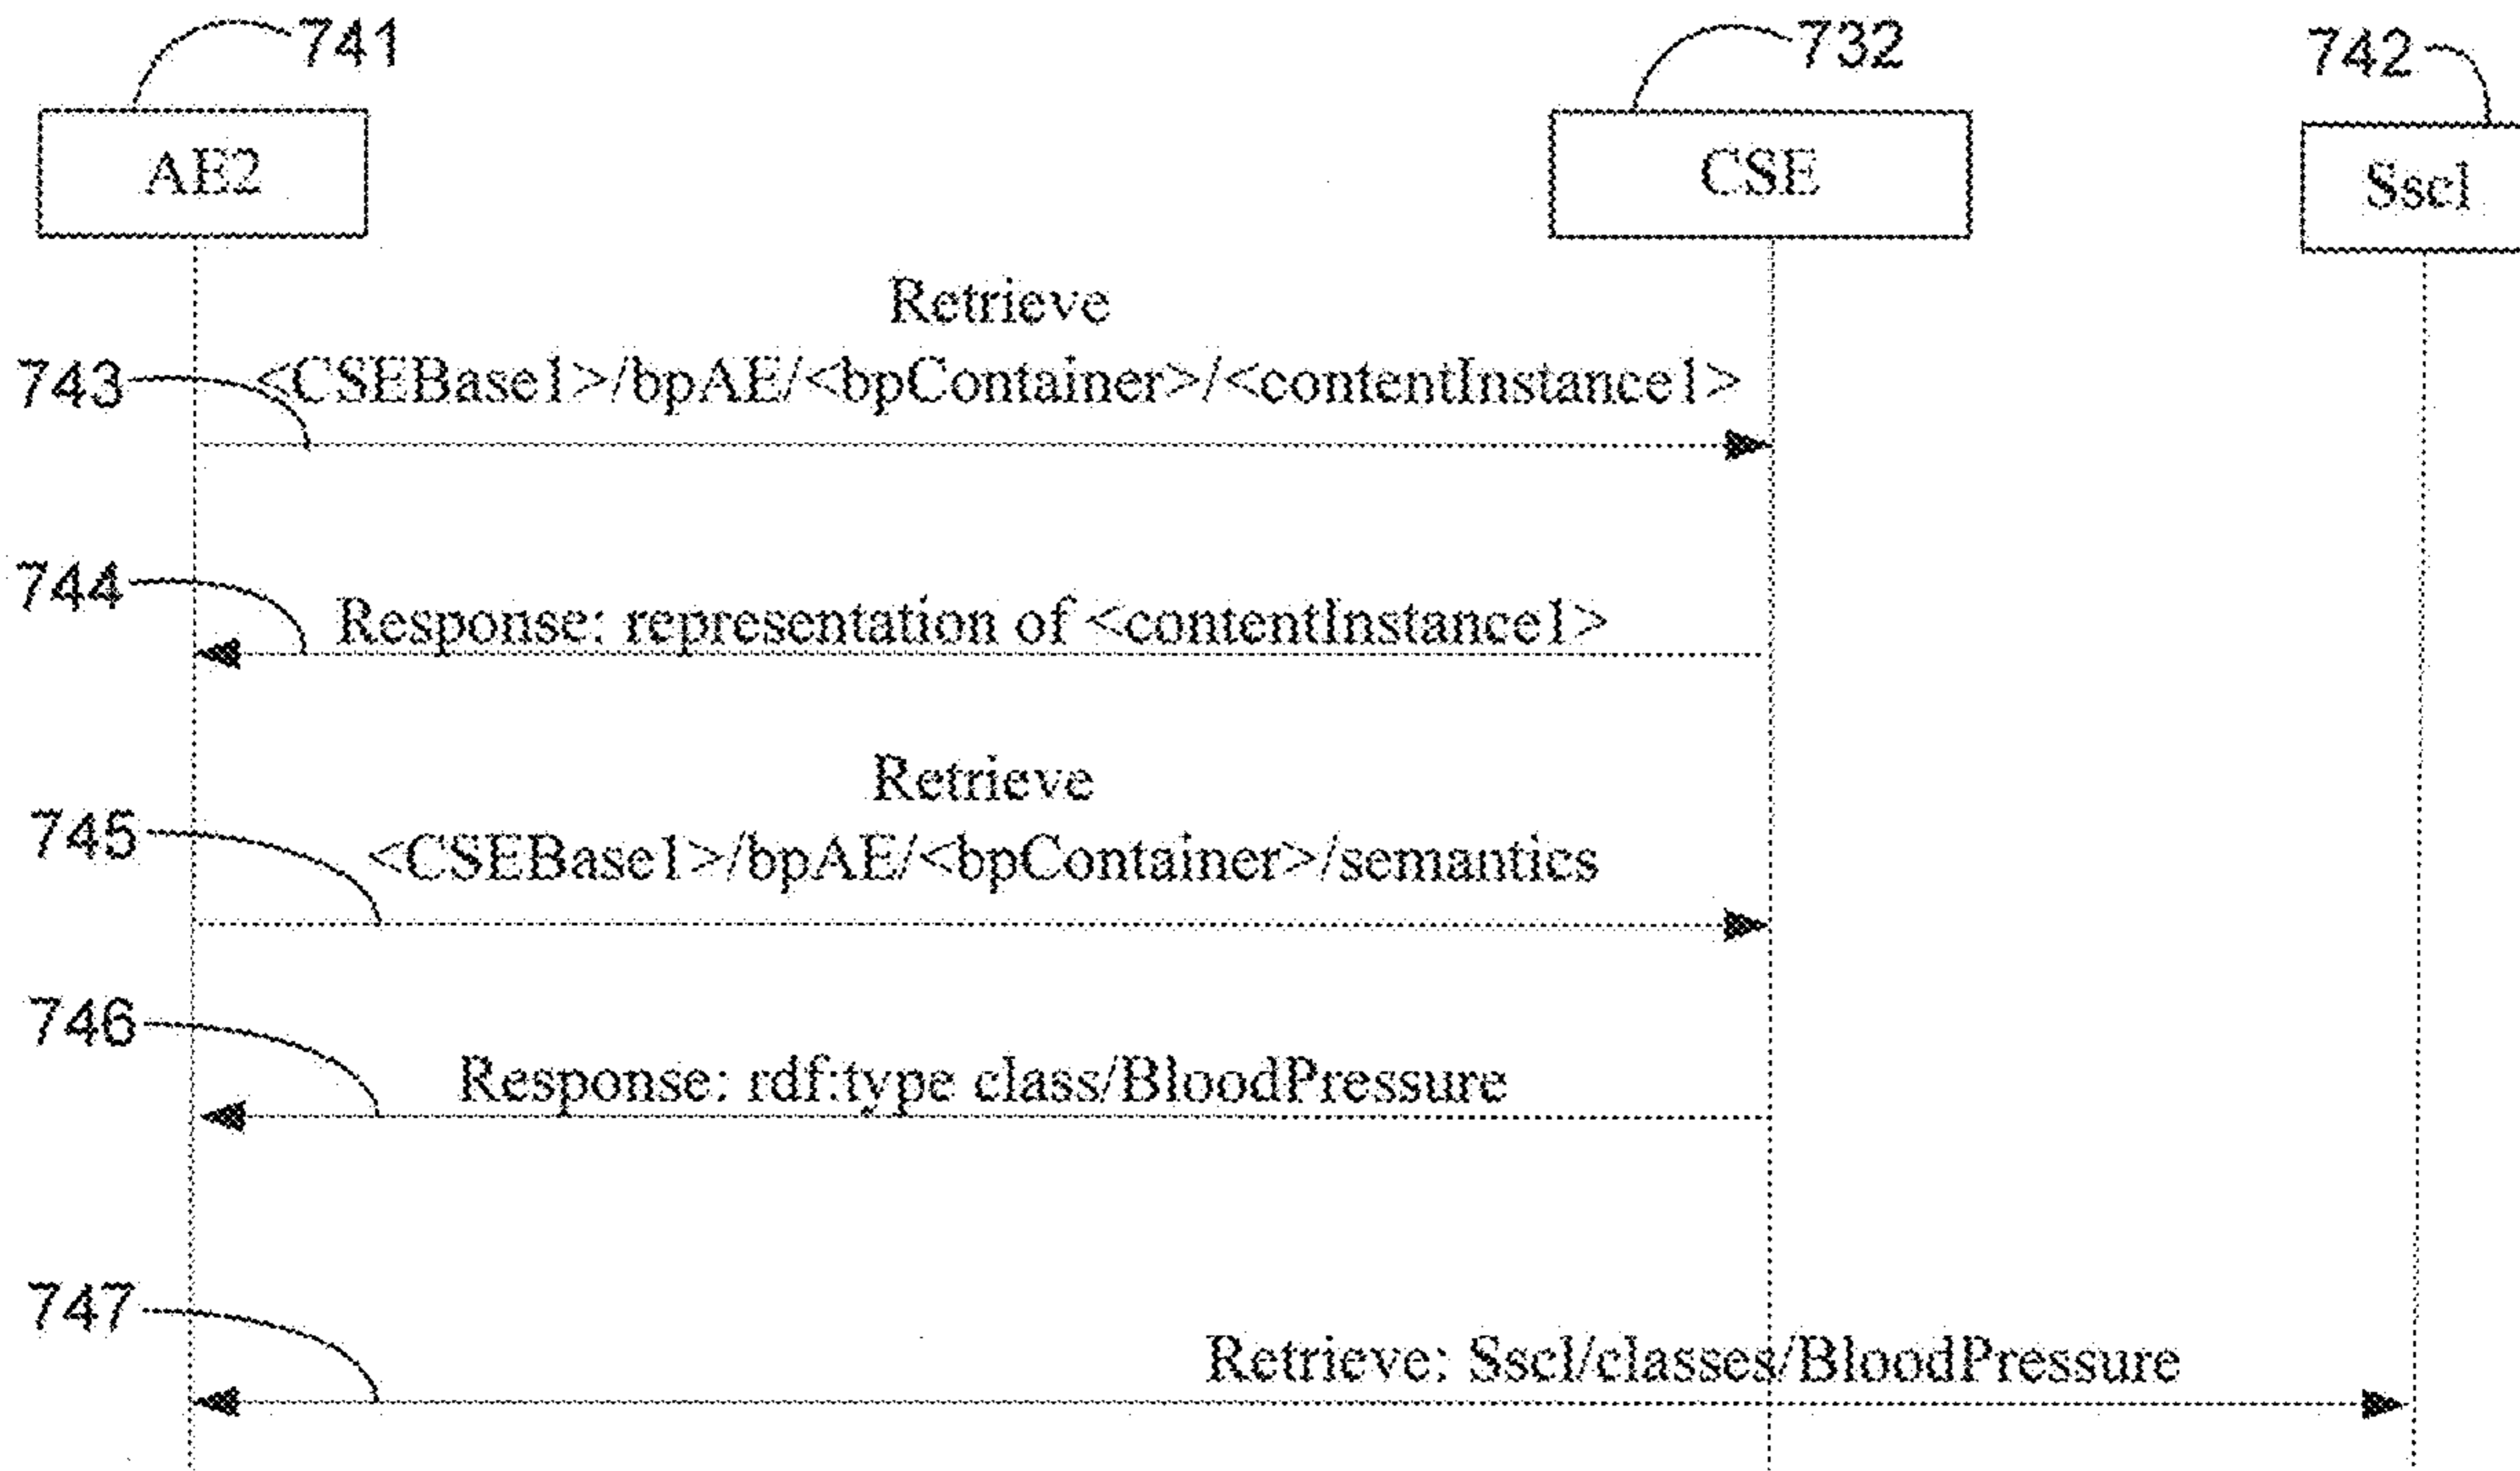 741
732
742
AE2
CSE
Sscl
Retrieve
743
<CSEBase1>/bpAE/<bpContainer>/<contentInstance1>
744
Response: representation of <contentInstance1>
Retrieve
745
<CSEBase1>/bpAE/<bpContainer>/semantics
746
Response: rdf:type class/BloodPressure
747
Retrieve: Sscl/classes/BloodPressure